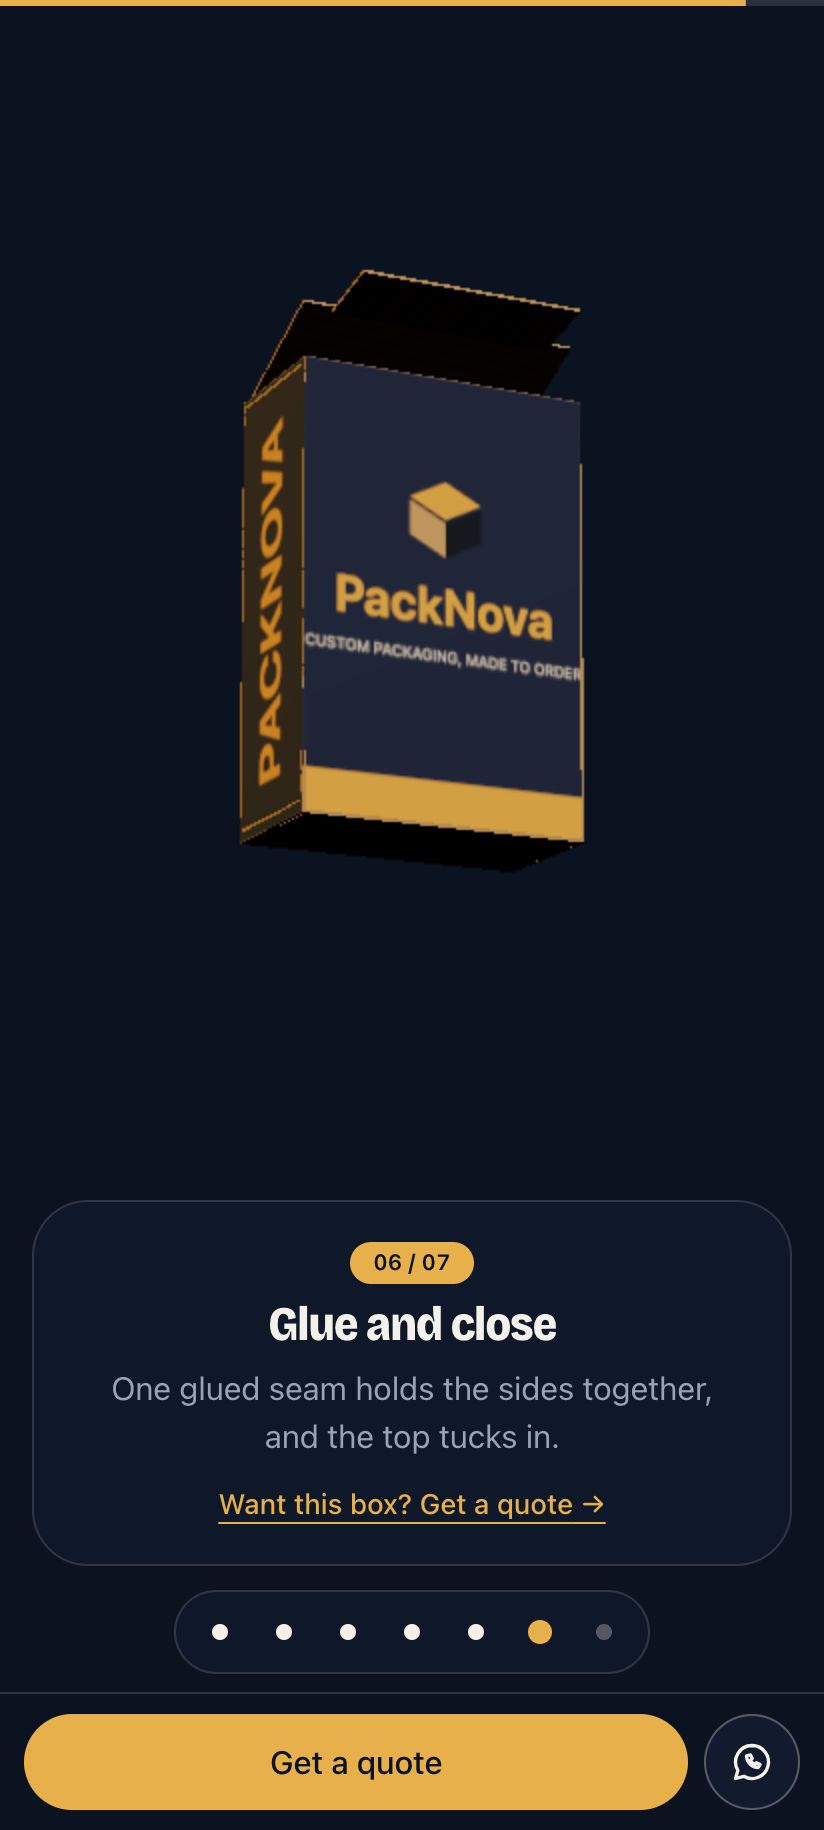 PACKNOVA
PackNova
CUSTOM PACKAGING, MADE TO ORDER
06 / 07
Glue and close
One glued seam holds the sides together,
and the top tucks in.
Want this box? Get a quote →
Get a quote